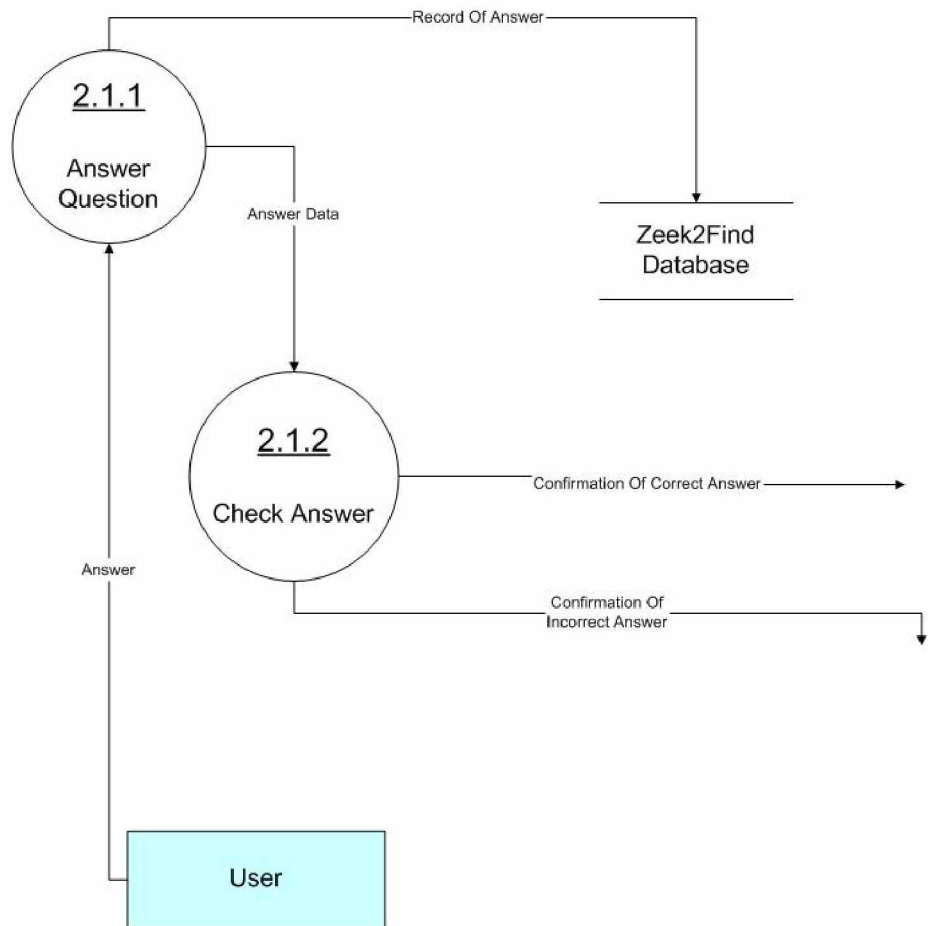 Record Of Answer
2.1.1
Answer
Question
Answer Data
Zeek2Find
Database
2.1.2
Check Answer
Confirmation Of Correct Answer
Answer
Confirmation Of
Incorrect Answer
User